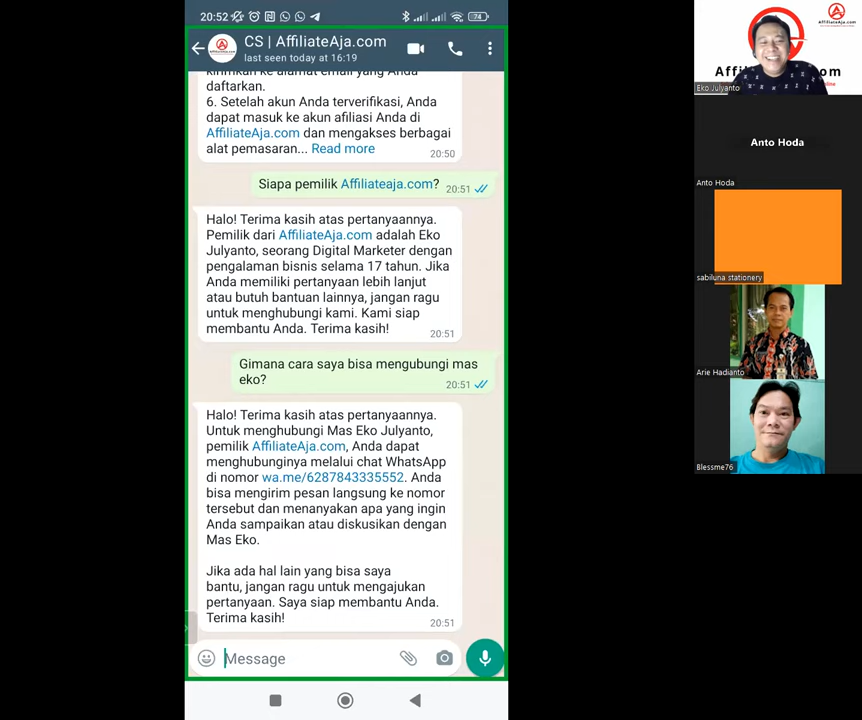 20:52
74
CS | AffiliateAja.com
last seen today at 16:19
kirimkan ke alamat email yang Anda
daftarkan.
6. Setelah akun Anda terverifikasi, Anda
dapat masuk ke akun afiliasi Anda di
AffiliateAja.com dan mengakses berbagai
alat pemasaran... Read more
20:50
Siapa pemilik Affiliateaja.com?
20:51
Halo! Terima kasih atas pertanyaannya.
Pemilik dari AffiliateAja.com adalah Eko
Julyanto, seorang Digital Marketer dengan
pengalaman bisnis selama 17 tahun. Jika
Anda memiliki pertanyaan lebih lanjut
atau butuh bantuan lainnya, jangan ragu
untuk menghubungi kami. Kami siap
membantu Anda. Terima kasih!
20:51
Gimana cara saya bisa mengubungi mas
eko?
20:51
Halo! Terima kasih atas pertanyaannya.
Untuk menghubungi Mas Eko Julyanto,
pemilik AffiliateAja.com, Anda dapat
menghubunginya melalui chat WhatsApp
di nomor wa.me/6287843335552. Anda
bisa mengirim pesan langsung ke nomor
tersebut dan menanyakan apa yang ingin
Anda sampaikan atau diskusikan dengan
Mas Eko.
Jika ada hal lain yang bisa saya
bantu, jangan ragu untuk mengajukan
pertanyaan. Saya siap membantu Anda.
Terima kasih!
20:51
Message
AffiliateAja.com
Eko Julyanto
Anto Hoda
Anto Hoda
sabiluna stationery
Arie Hadianto
Blessme76